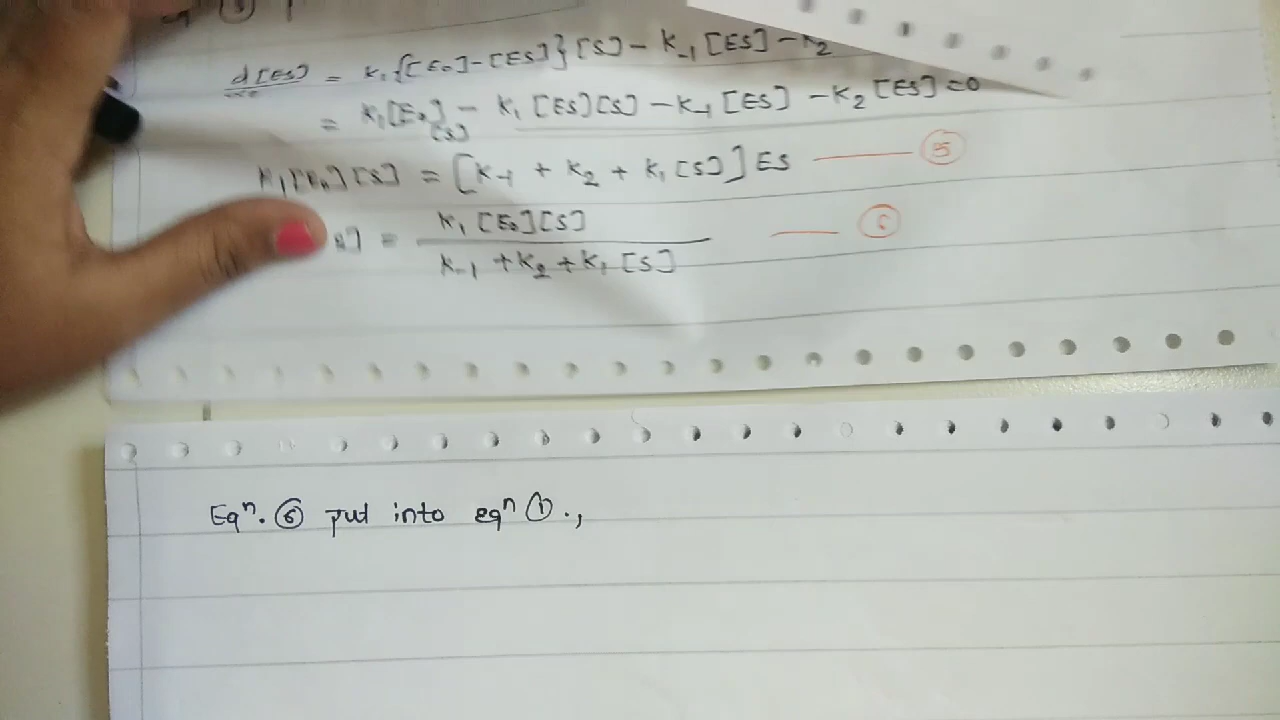 d[ES] = K₁{[E₀]-[ES]}[S] - K₋₁[ES] - K₂
= K₁[E₀][S] - K₁[ES][S] - K₋₁[ES] - K₂[ES] = 0
K₁[E₀][S] = [K₋₁ + K₂ + K₁[S]]ES —— ⑤
S] = K₁[E₀][S] —— ⑥
K₋₁ + K₂ + K₁[S]
Eqⁿ. ⑥ put into eqⁿ ①.,